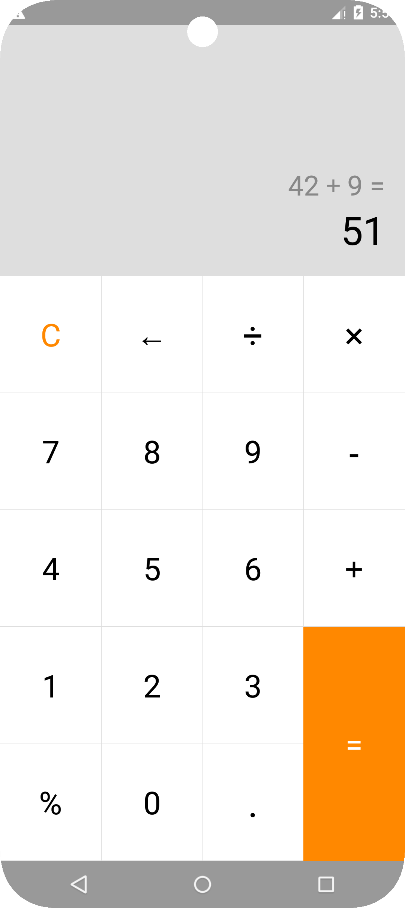 42 + 9 =
51
C ← ÷ ×
7 8 9 -
4 5 6 +
1 2 3
=
% 0 .